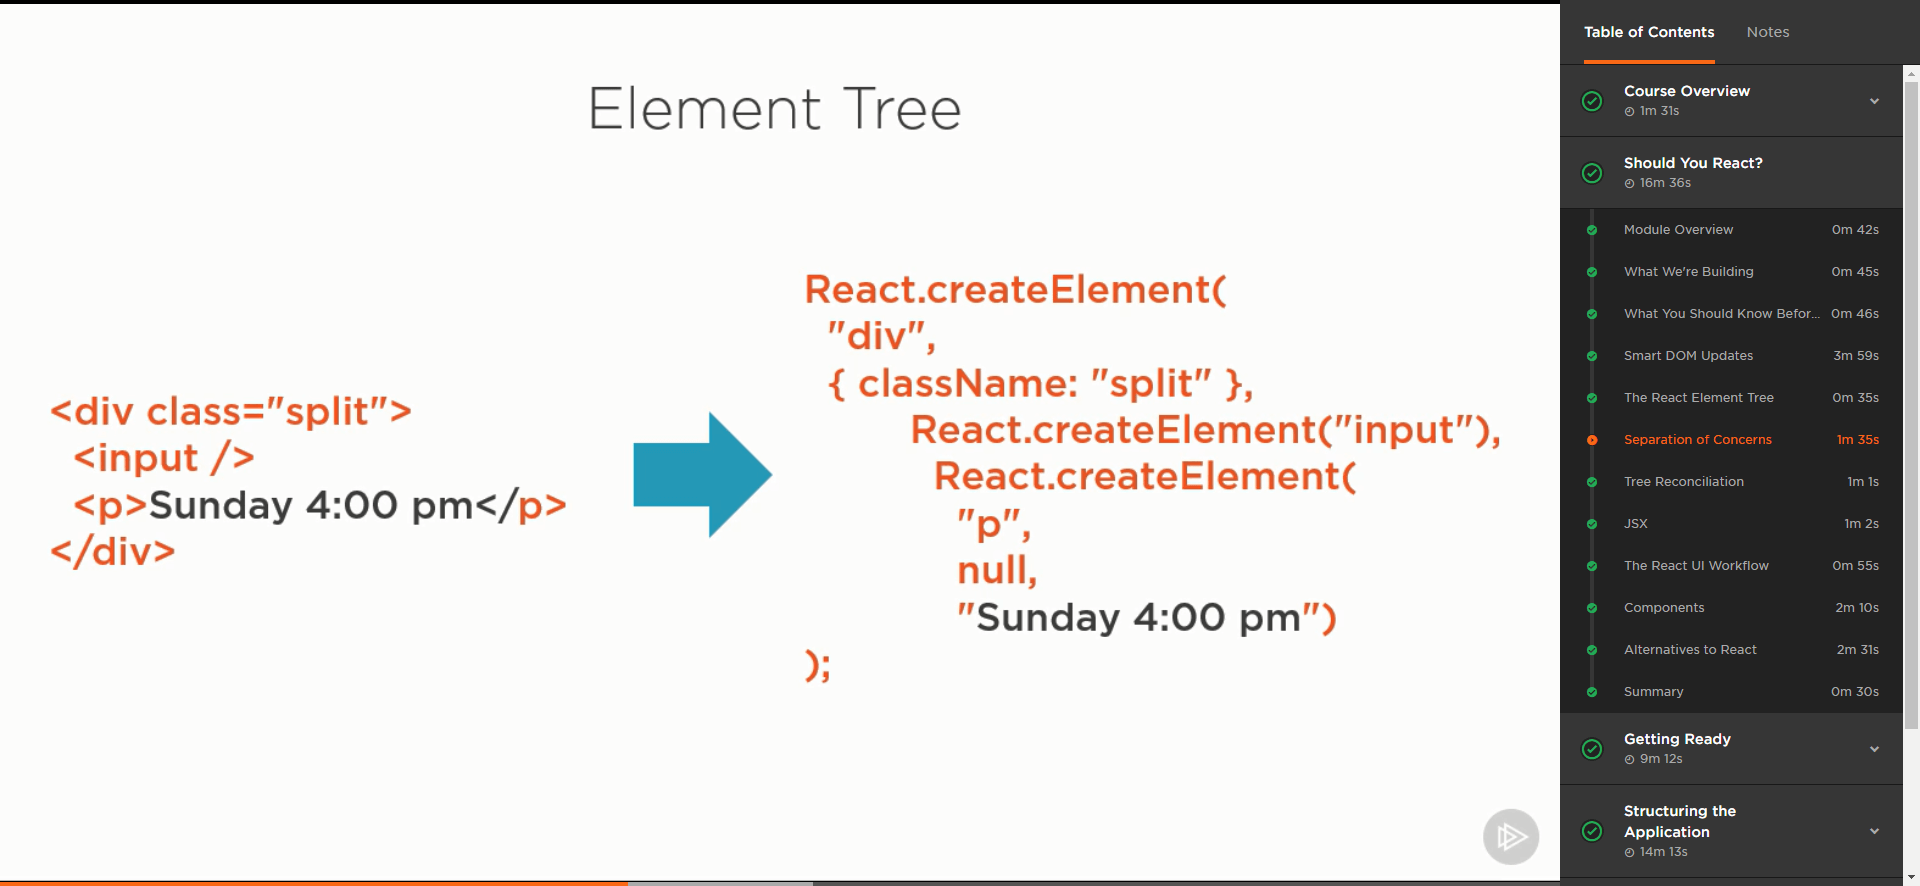 Element Tree
<div class="split">
<input />
<p>Sunday 4:00 pm</p>
</div>
React.createElement(
"div",
{ className: "split" },
React.createElement("input"),
React.createElement(
"p",
null,
"Sunday 4:00 pm")
);
Table of Contents Notes
Course Overview
1m 31s
Should You React?
16m 36s
Module Overview 0m 42s
What We're Building 0m 45s
What You Should Know Befor... 0m 46s
Smart DOM Updates 3m 59s
The React Element Tree 0m 35s
Separation of Concerns 1m 35s
Tree Reconciliation 1m 1s
JSX 1m 2s
The React UI Workflow 0m 55s
Components 2m 10s
Alternatives to React 2m 31s
Summary 0m 30s
Getting Ready
9m 12s
Structuring the
Application
14m 13s